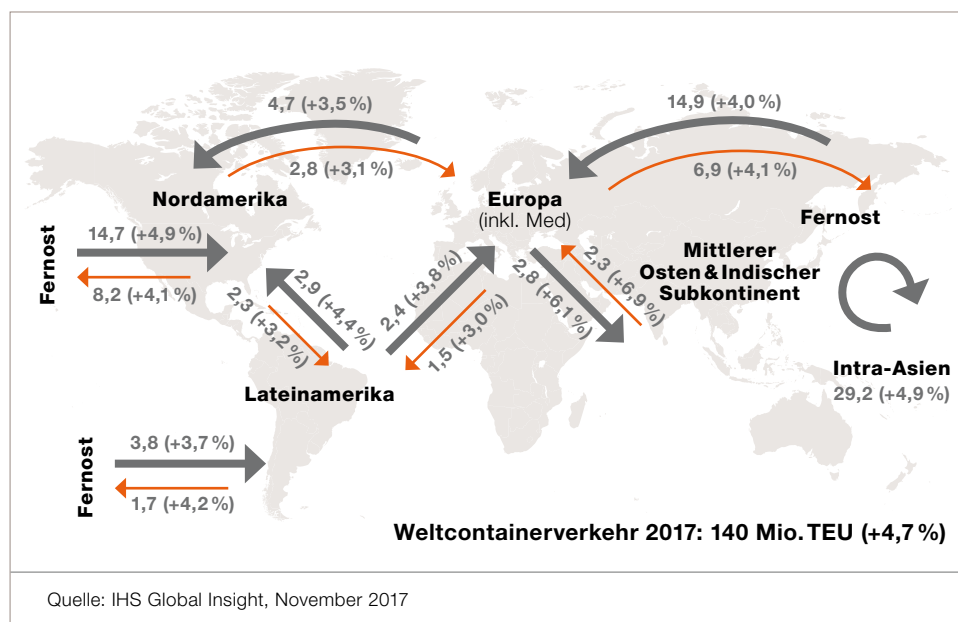 4,7 (+3,5 %)
14,9 (+4,0 %)
2,8 (+3,1 %)
6,9 (+4,1 %)
Nordamerika
Europa
(inkl. Med)
Fernost
Fernost
14,7 (+4,9 %)
8,2 (+4,1 %)
2,3 (+3,2 %)
2,9 (+4,4 %)
2,4 (+3,8 %)
1,5 (+3,0 %)
2,8 (+6,1 %)
2,3 (+6,9 %)
Mittlerer
Osten & Indischer
Subkontinent
Intra-Asien
29,2 (+4,9 %)
Lateinamerika
Fernost
3,8 (+3,7 %)
1,7 (+4,2 %)
Weltcontainerverkehr 2017: 140 Mio. TEU (+4,7 %)
Quelle: IHS Global Insight, November 2017